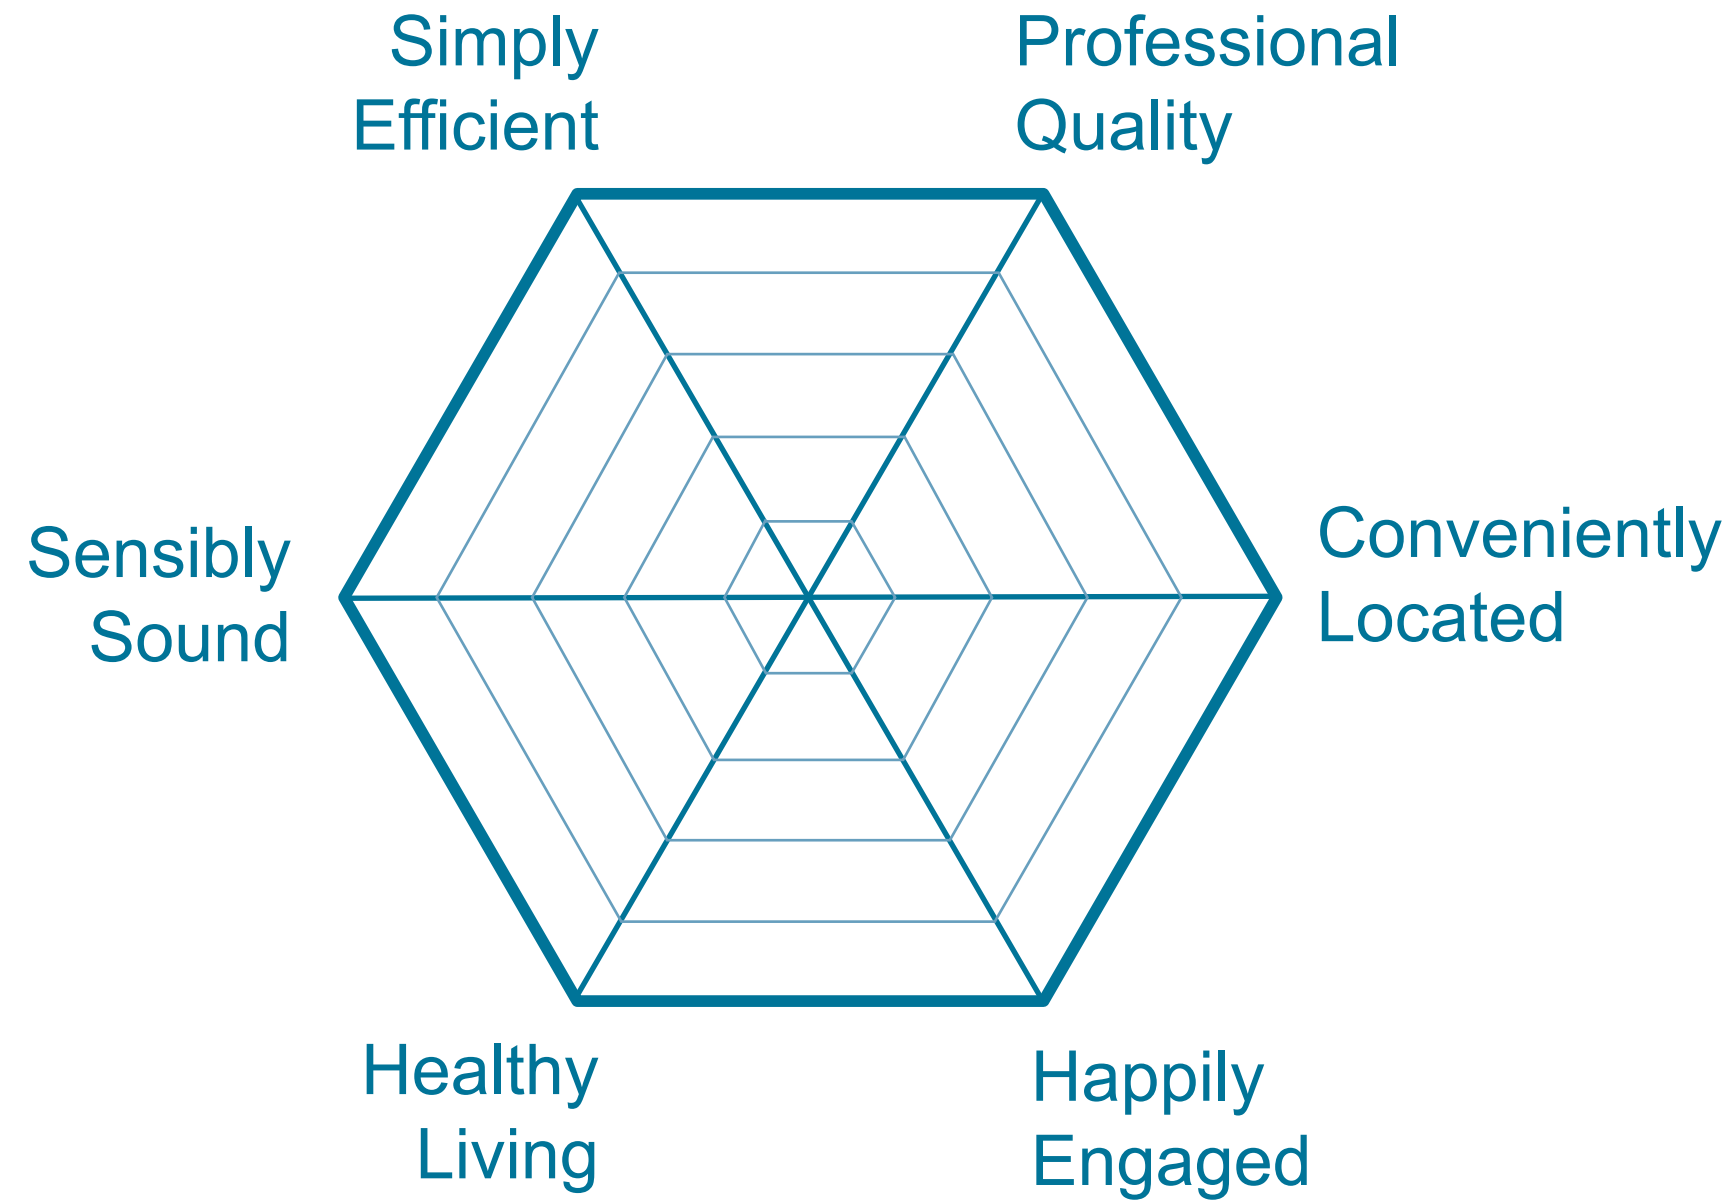 Simply
Efficient
Professional
Quality
Sensibly
Sound
Conveniently
Located
Healthy
Living
Happily
Engaged